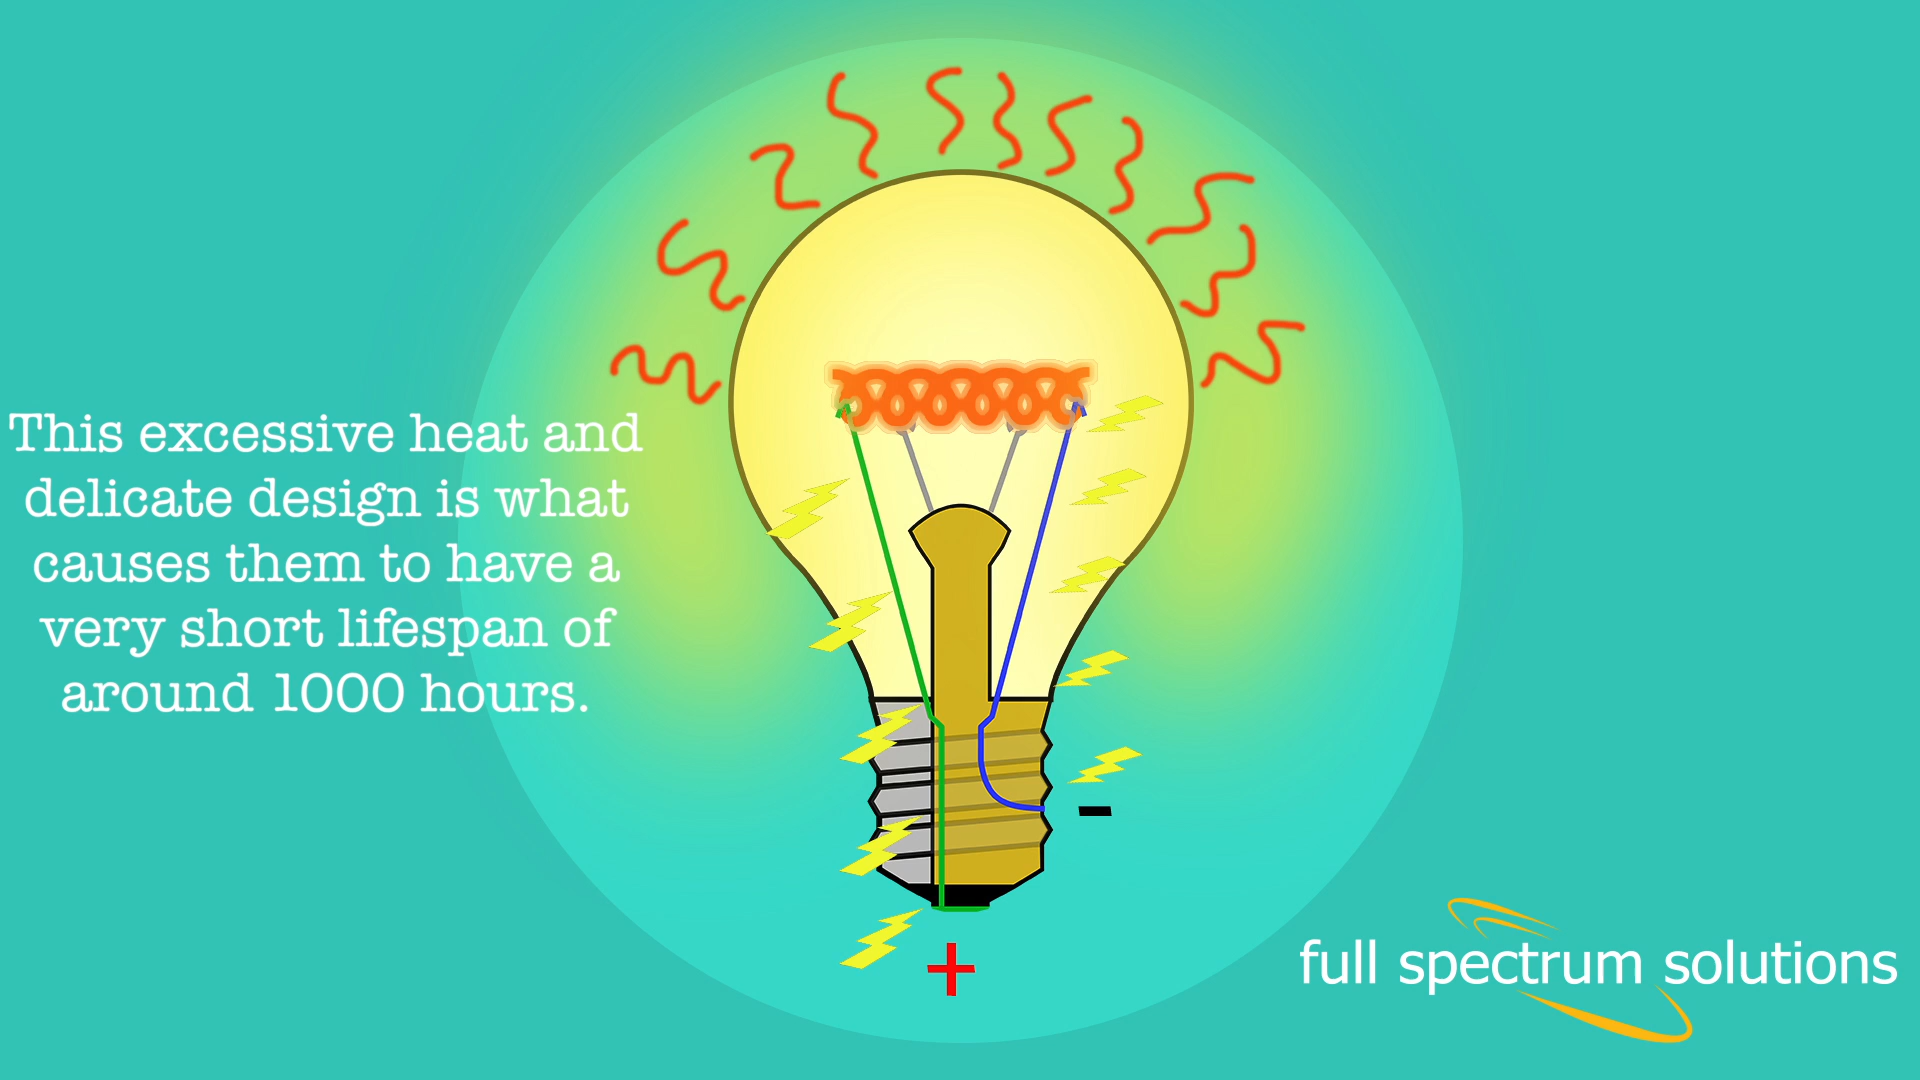 This excessive heat and
delicate design is what
causes them to have a
very short lifespan of
around 1000 hours.
-
+
full spectrum solutions